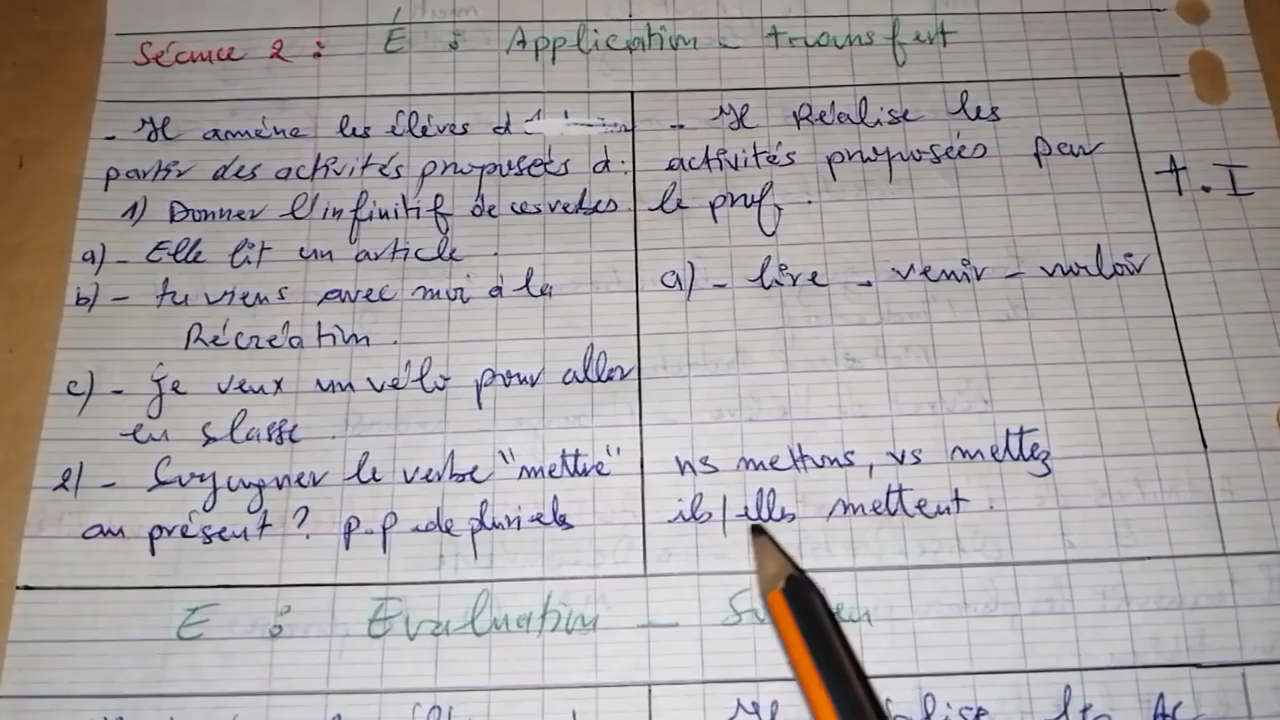 Séance 2 : É : Application - transfert
- Il amène les élèves à
partir des activités proposées d:
1) Donner l'infinitif de ces verbes
a) - Elle lit un article.
b) - tu viens avec moi à la
Récréation.
c) - je veux un vélo pour aller
en classe.
2) - Conjuguer le verbe "mettre"
au présent ? p.p de pluriels
- Il Réalise les
activités proposées par
le prof.
a) - lire - venir - vouloir
ns mettons, vs mettez
ils/elles mettent.
t.I
E : Evaluation -
Il les